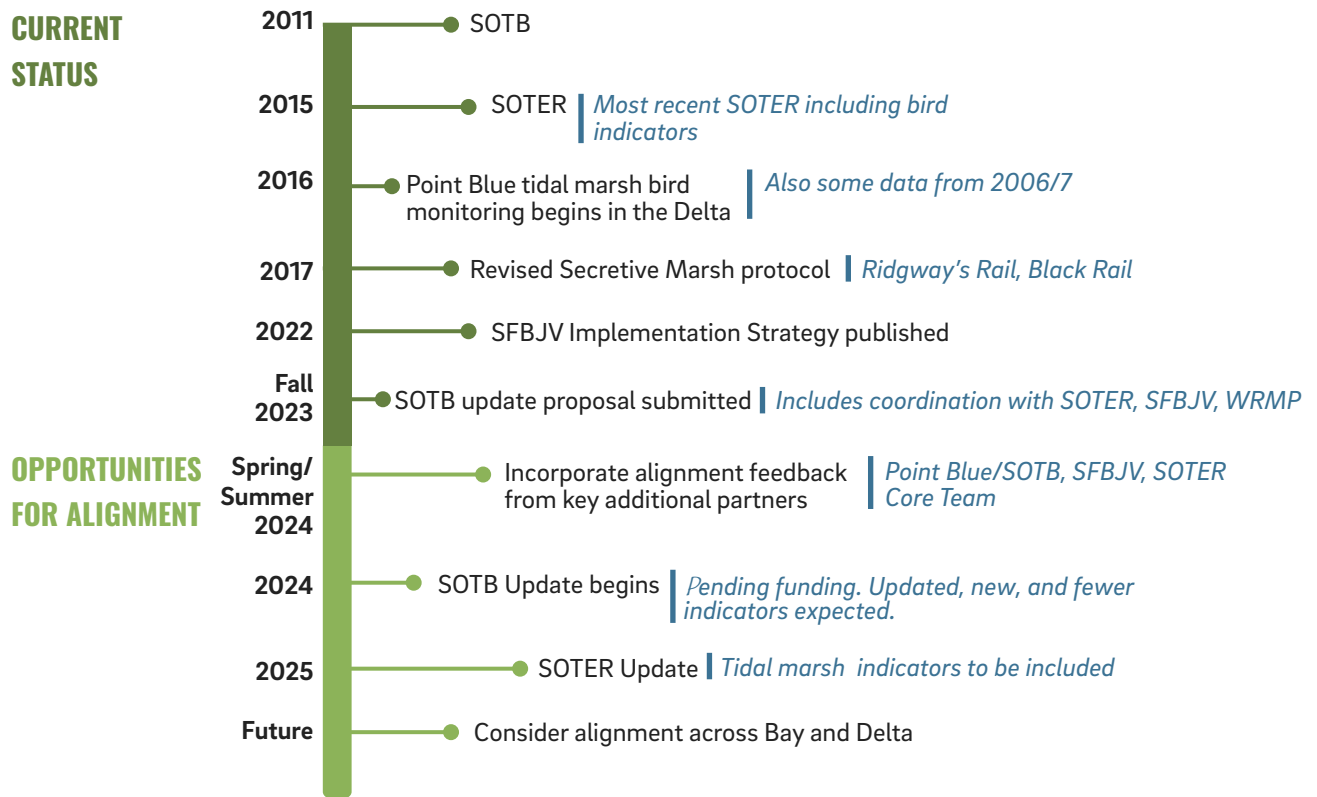 CURRENT
STATUS
2011
SOTB
2015
SOTER
Most recent SOTER including bird
indicators
2016
Point Blue tidal marsh bird
monitoring begins in the Delta
Also some data from 2006/7
2017
Revised Secretive Marsh protocol
Ridgway's Rail, Black Rail
2022
SFBJV Implementation Strategy published
Fall
2023
SOTB update proposal submitted
Includes coordination with SOTER, SFBJV, WRMP
OPPORTUNITIES
FOR ALIGNMENT
Spring/
Summer
2024
Incorporate alignment feedback
from key additional partners
Point Blue/SOTB, SFBJV, SOTER
Core Team
2024
SOTB Update begins
Pending funding. Updated, new, and fewer
indicators expected.
2025
SOTER Update
Tidal marsh indicators to be included
Future
Consider alignment across Bay and Delta